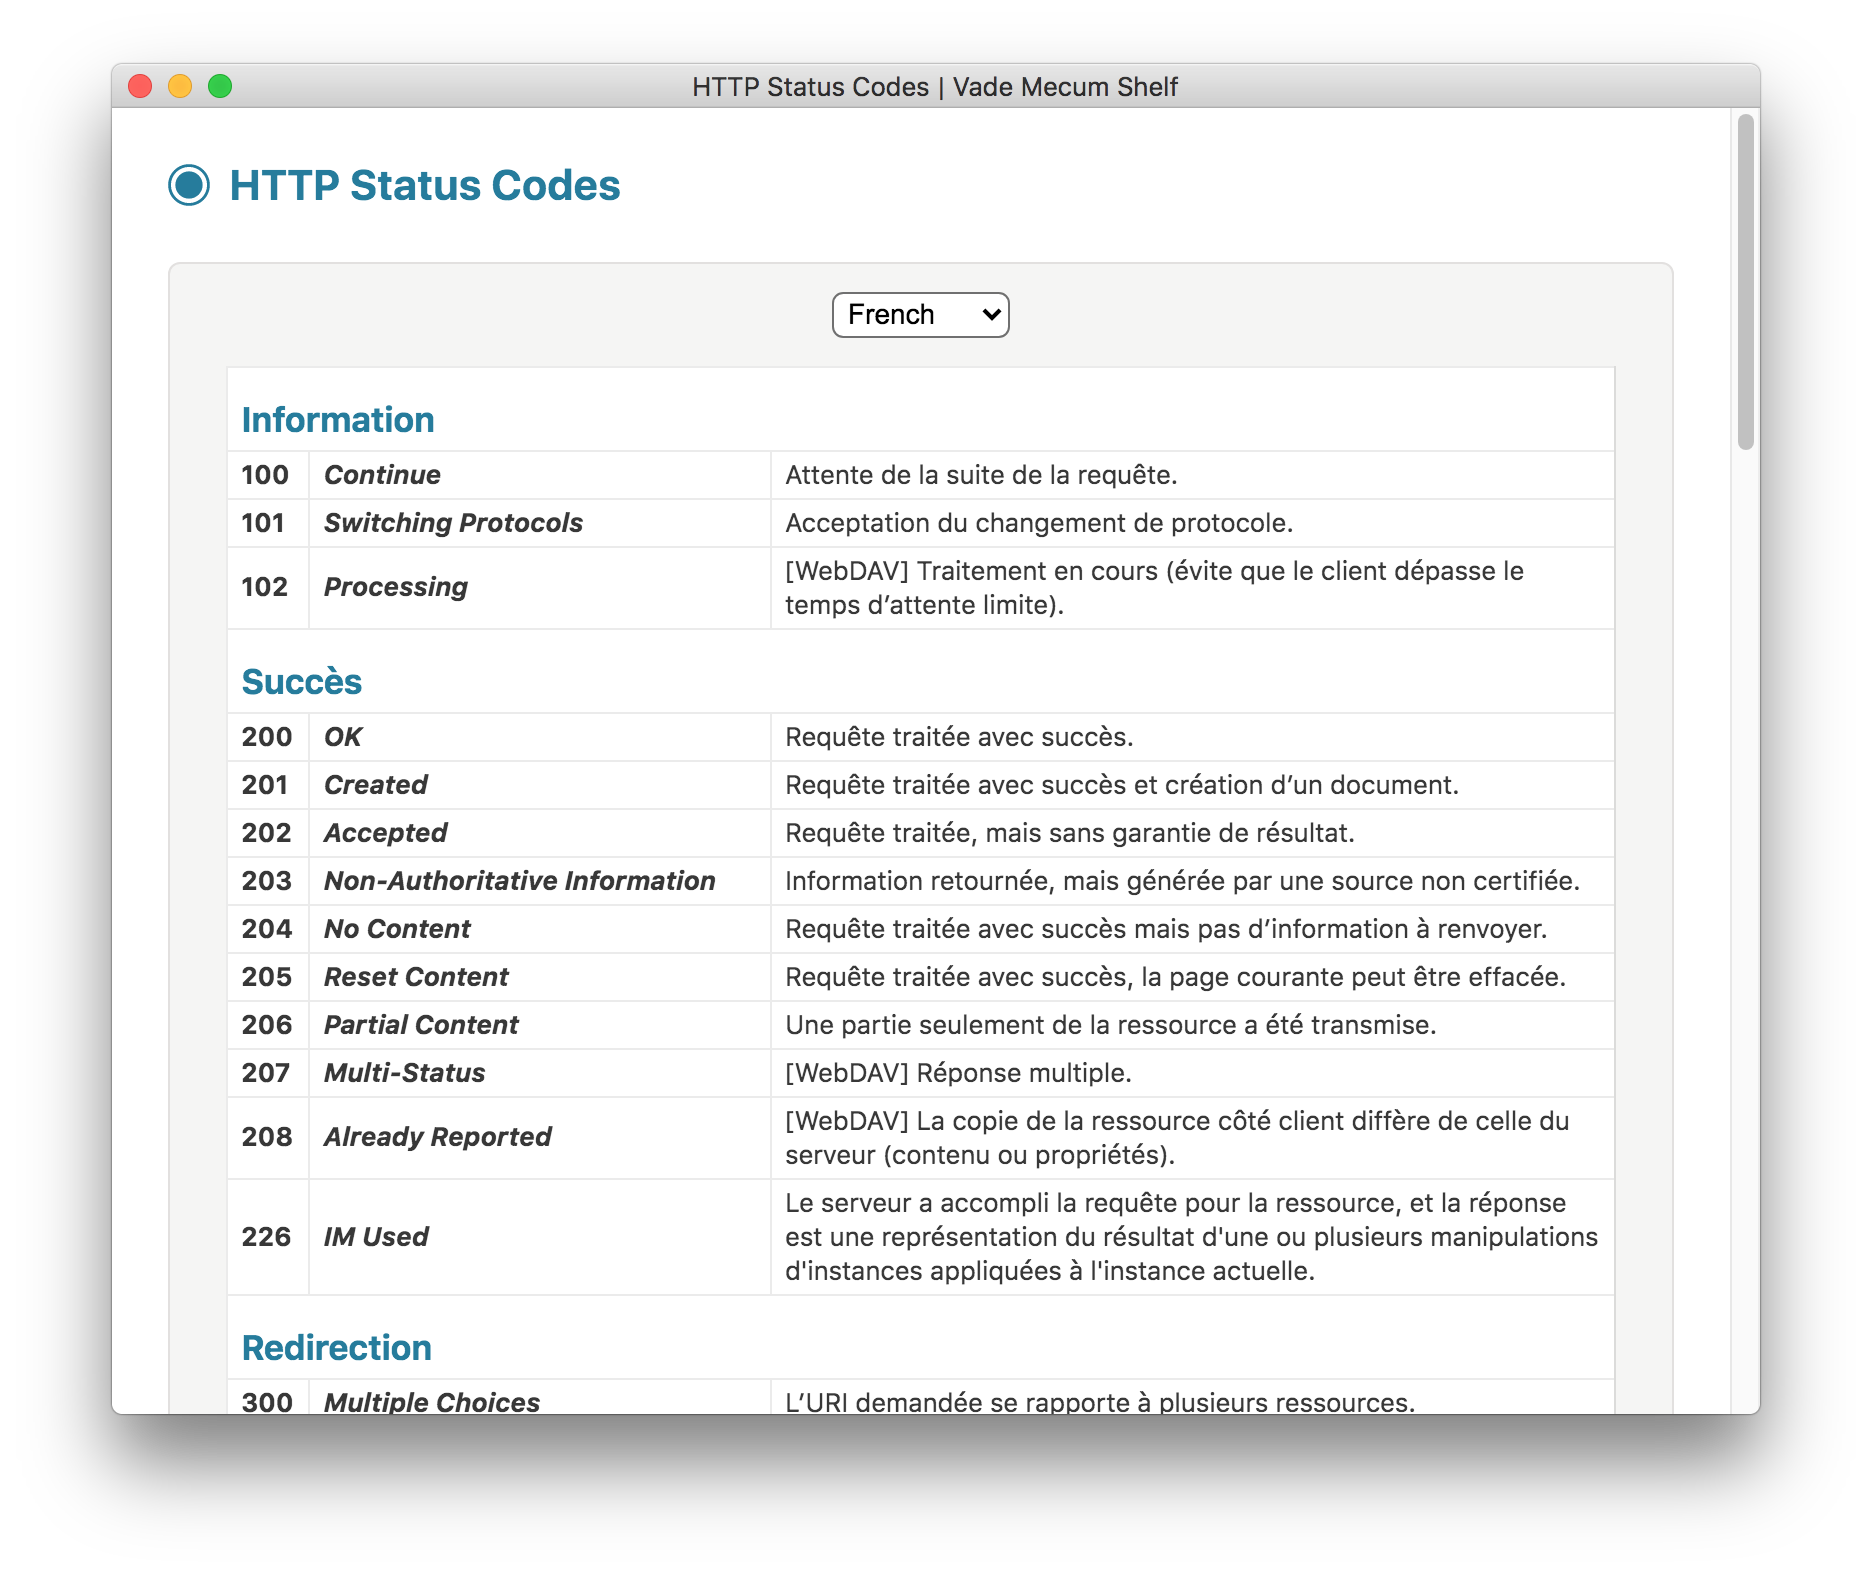 HTTP Status Codes | Vade Mecum Shelf
HTTP Status Codes
French
Information
100 Continue Attente de la suite de la requête.
101 Switching Protocols Acceptation du changement de protocole.
102 Processing [WebDAV] Traitement en cours (évite que le client dépasse le
temps d’attente limite).
Succès
200 OK Requête traitée avec succès.
201 Created Requête traitée avec succès et création d’un document.
202 Accepted Requête traitée, mais sans garantie de résultat.
203 Non-Authoritative Information Information retournée, mais générée par une source non certifiée.
204 No Content Requête traitée avec succès mais pas d’information à renvoyer.
205 Reset Content Requête traitée avec succès, la page courante peut être effacée.
206 Partial Content Une partie seulement de la ressource a été transmise.
207 Multi-Status [WebDAV] Réponse multiple.
208 Already Reported [WebDAV] La copie de la ressource côté client diffère de celle du
serveur (contenu ou propriétés).
226 IM Used Le serveur a accompli la requête pour la ressource, et la réponse
est une représentation du résultat d'une ou plusieurs manipulations
d'instances appliquées à l'instance actuelle.
Redirection
300 Multiple Choices L’URI demandée se rapporte à plusieurs ressources.